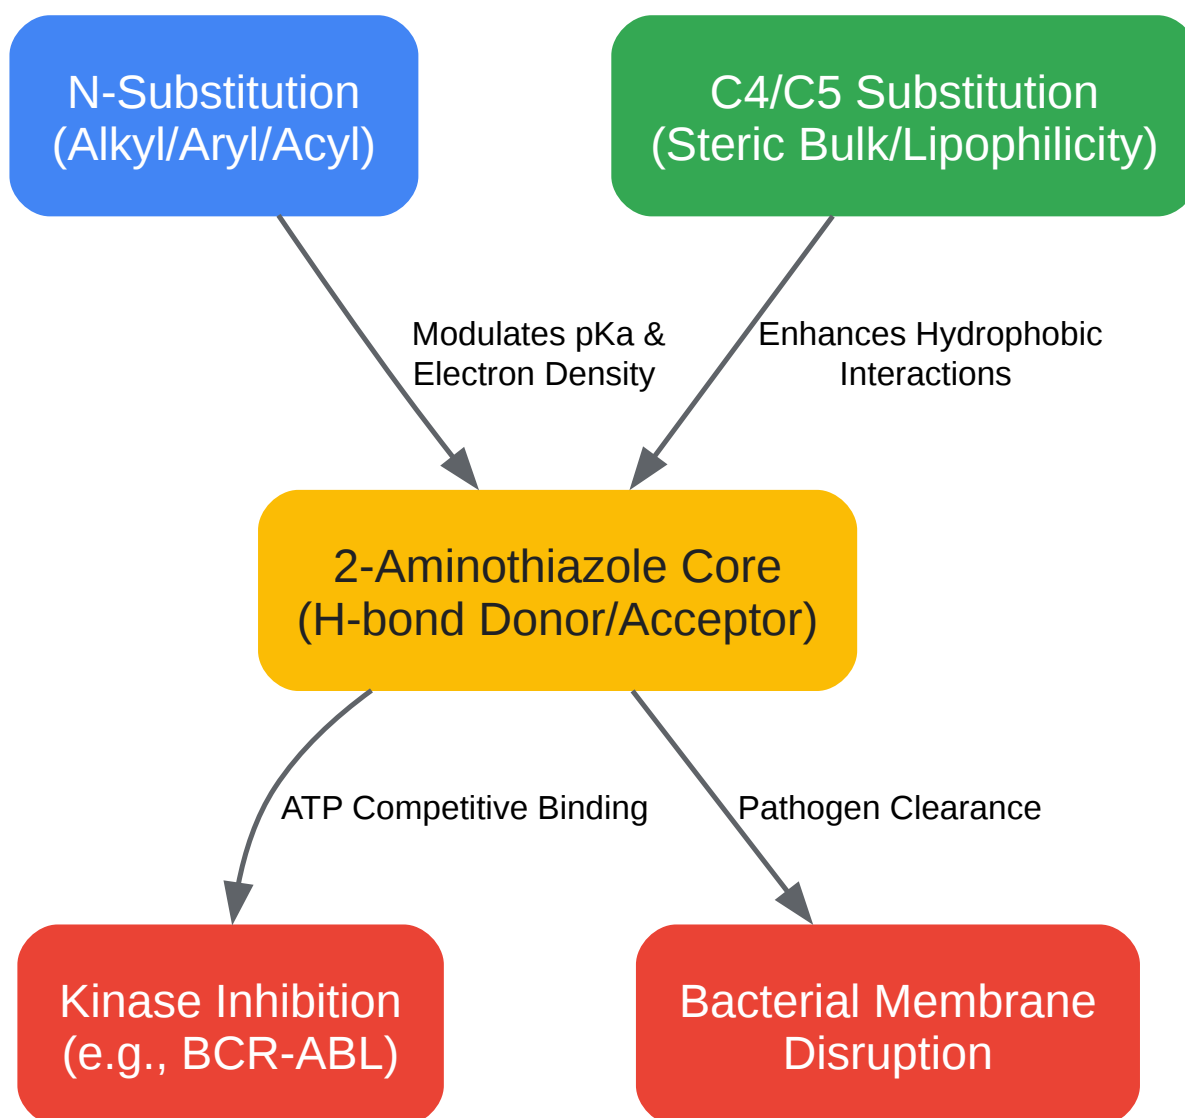 N-Substitution
(Alkyl/Aryl/Acyl)
C4/C5 Substitution
(Steric Bulk/Lipophilicity)
Modulates pKa &
Electron Density
Enhances Hydrophobic
Interactions
2-Aminothiazole Core
(H-bond Donor/Acceptor)
ATP Competitive Binding
Pathogen Clearance
Kinase Inhibition
(e.g., BCR-ABL)
Bacterial Membrane
Disruption